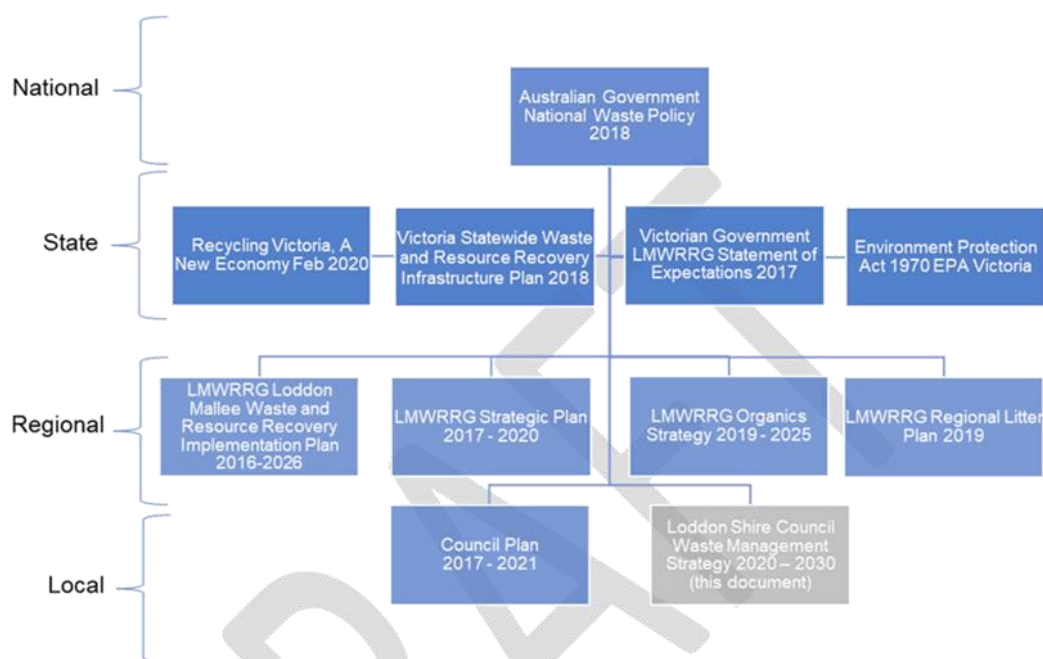 National
Australian Government
National Waste Policy
2018
State
Recycling Victoria, A
New Economy Feb 2020
Victoria Statewide Waste
and Resource Recovery
Infrastructure Plan 2018
Victorian Government
LMWRRG Statement of
Expectations 2017
Environment Protection
Act 1970 EPA Victoria
Regional
LMWRRG Loddon
Mallee Waste and
Resource Recovery
Implementation Plan
2016-2026
LMWRRG Strategic Plan
2017 - 2020
LMWRRG Organics
Strategy 2019 - 2025
LMWRRG Regional Litter
Plan 2019
Local
Council Plan
2017 - 2021
Loddon Shire Council
Waste Management
Strategy 2020 – 2030
(this document)
DRAFT